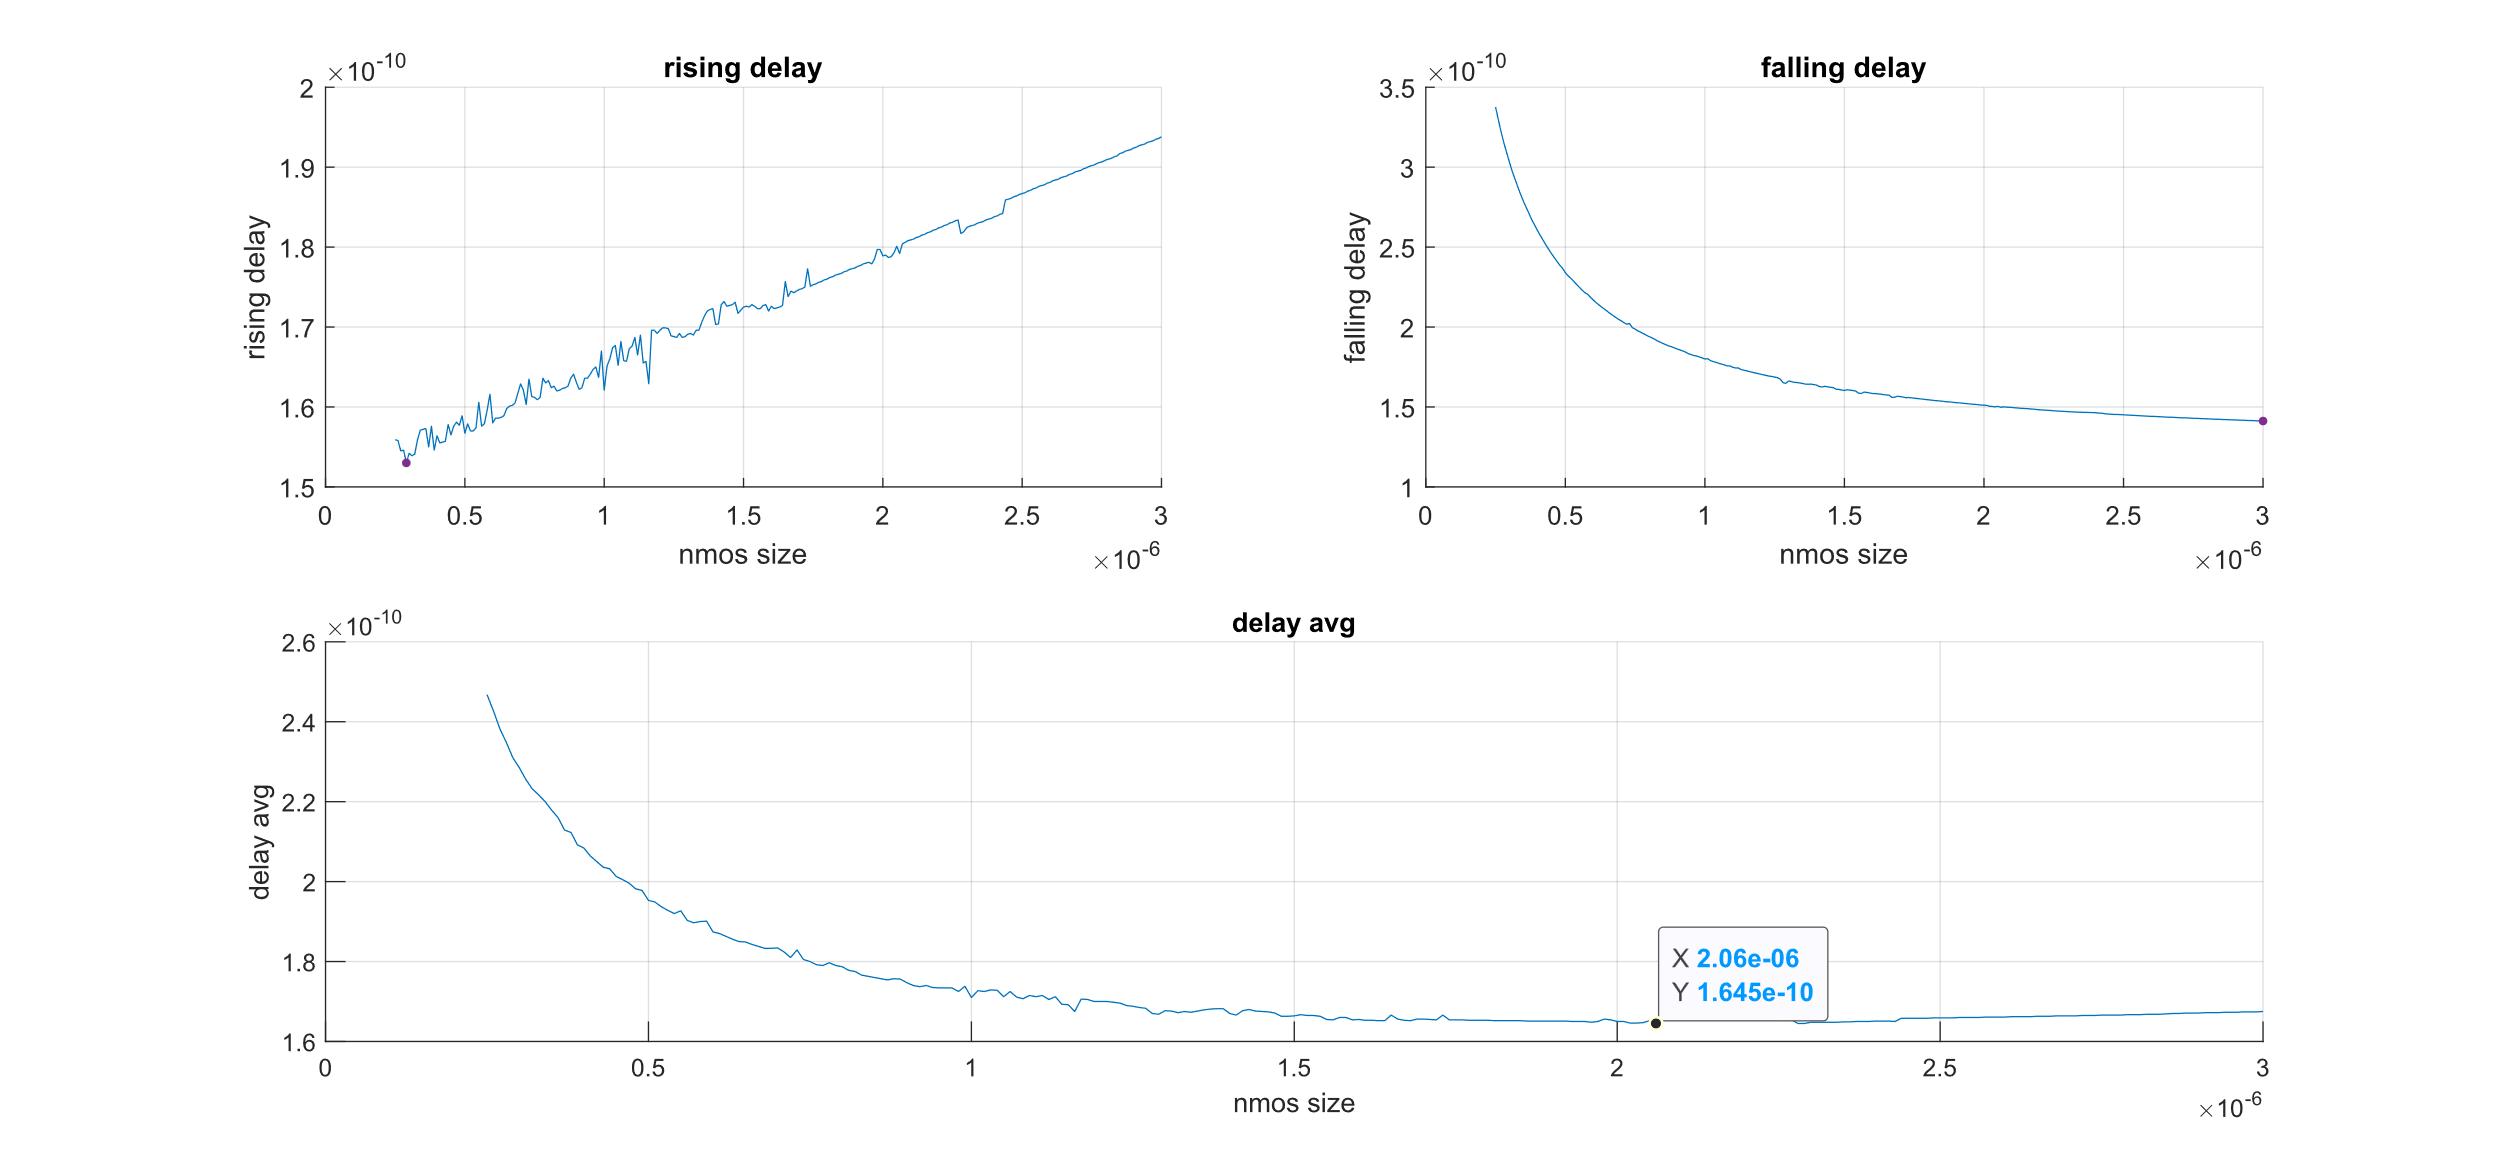 rising delay
×10-10
2
1.9
1.8
1.7
1.6
1.5
rising delay
0 0.5 1 1.5 2 2.5 3
nmos size
×10-6
falling delay
×10-10
3.5
3
2.5
2
1.5
1
falling delay
0 0.5 1 1.5 2 2.5 3
nmos size
×10-6
delay avg
×10-10
2.6
2.4
2.2
2
1.8
1.6
delay avg
X 2.06e-06
Y 1.645e-10
0 0.5 1 1.5 2 2.5 3
nmos size
×10-6